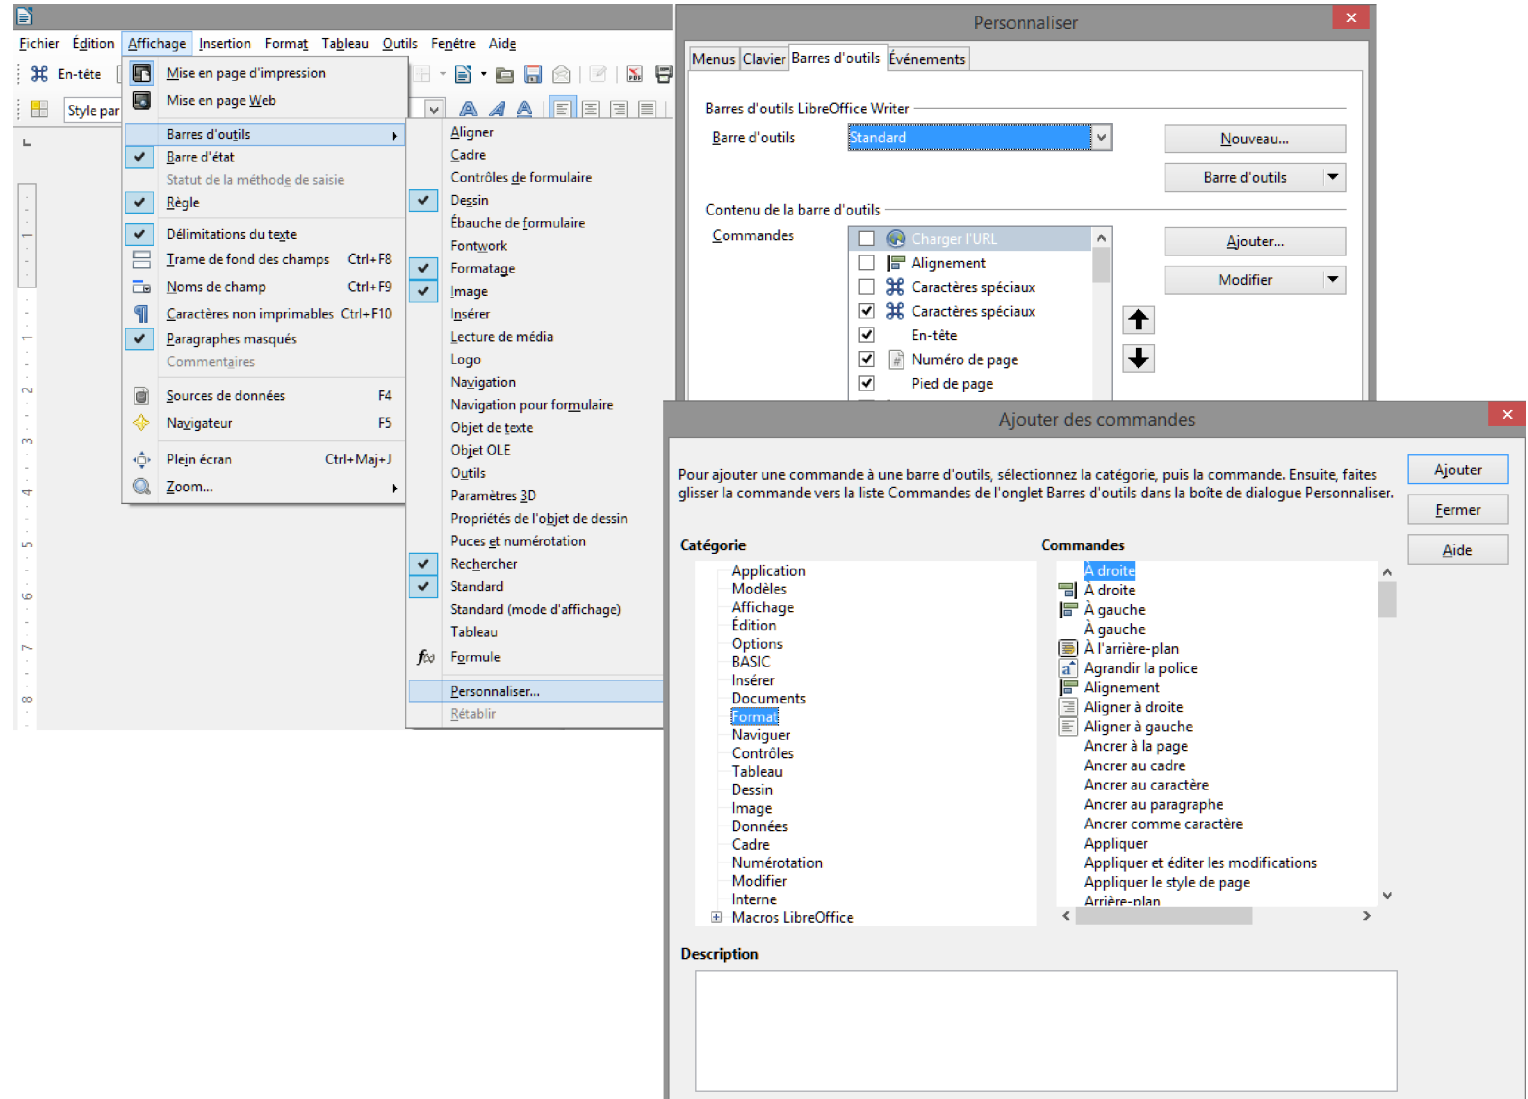 Fichier Édition Affichage Insertion Format Tableau Outils Fenêtre Aide
En-tête
Style par
Mise en page d'impression
Mise en page Web
Barres d'outils
Barre d'état
Statut de la méthode de saisie
Règle
Délimitations du texte
Trame de fond des champs Ctrl+F8
Noms de champ Ctrl+F9
Caractères non imprimables Ctrl+F10
Paragraphes masqués
Commentaires
Sources de données F4
Navigateur F5
Plein écran Ctrl+Maj+J
Zoom...
1
1
2
3
4
5
6
7
8
Aligner
Cadre
Contrôles de formulaire
Dessin
Ébauche de formulaire
Fontwork
Formatage
Image
Insérer
Lecture de média
Logo
Navigation
Navigation pour formulaire
Objet de texte
Objet OLE
Outils
Paramètres 3D
Propriétés de l'objet de dessin
Puces et numérotation
Rechercher
Standard
Standard (mode d'affichage)
Tableau
Formule
Personnaliser...
Rétablir
Personnaliser
Menus Clavier Barres d'outils Événements
Barres d'outils LibreOffice Writer
Barre d'outils Standard Nouveau...
Barre d'outils
Contenu de la barre d'outils
Commandes
Charger l'URL
Alignement
Caractères spéciaux
Caractères spéciaux
En-tête
Numéro de page
Pied de page
Ajouter...
Modifier
Ajouter des commandes
Pour ajouter une commande à une barre d'outils, sélectionnez la catégorie, puis la commande. Ensuite, faites
glisser la commande vers la liste Commandes de l'onglet Barres d'outils dans la boîte de dialogue Personnaliser.
Ajouter
Fermer
Aide
Catégorie
Application
Modèles
Affichage
Édition
Options
BASIC
Insérer
Documents
Format
Naviguer
Contrôles
Tableau
Dessin
Image
Données
Cadre
Numérotation
Modifier
Interne
Macros LibreOffice
Commandes
À droite
À droite
À gauche
À gauche
À l'arrière-plan
Agrandir la police
Alignement
Aligner à droite
Aligner à gauche
Ancrer à la page
Ancrer au cadre
Ancrer au caractère
Ancrer au paragraphe
Ancrer comme caractère
Appliquer
Appliquer et éditer les modifications
Appliquer le style de page
Arrière-plan
Description